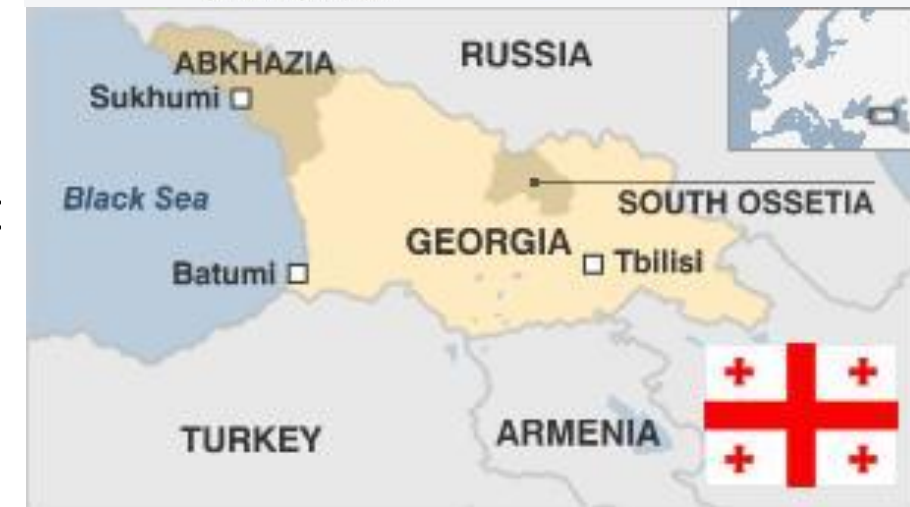 RUSSIA
ABKHAZIA
Sukhumi
Black Sea
SOUTH OSSETIA
GEORGIA
Tbilisi
Batumi
TURKEY
ARMENIA